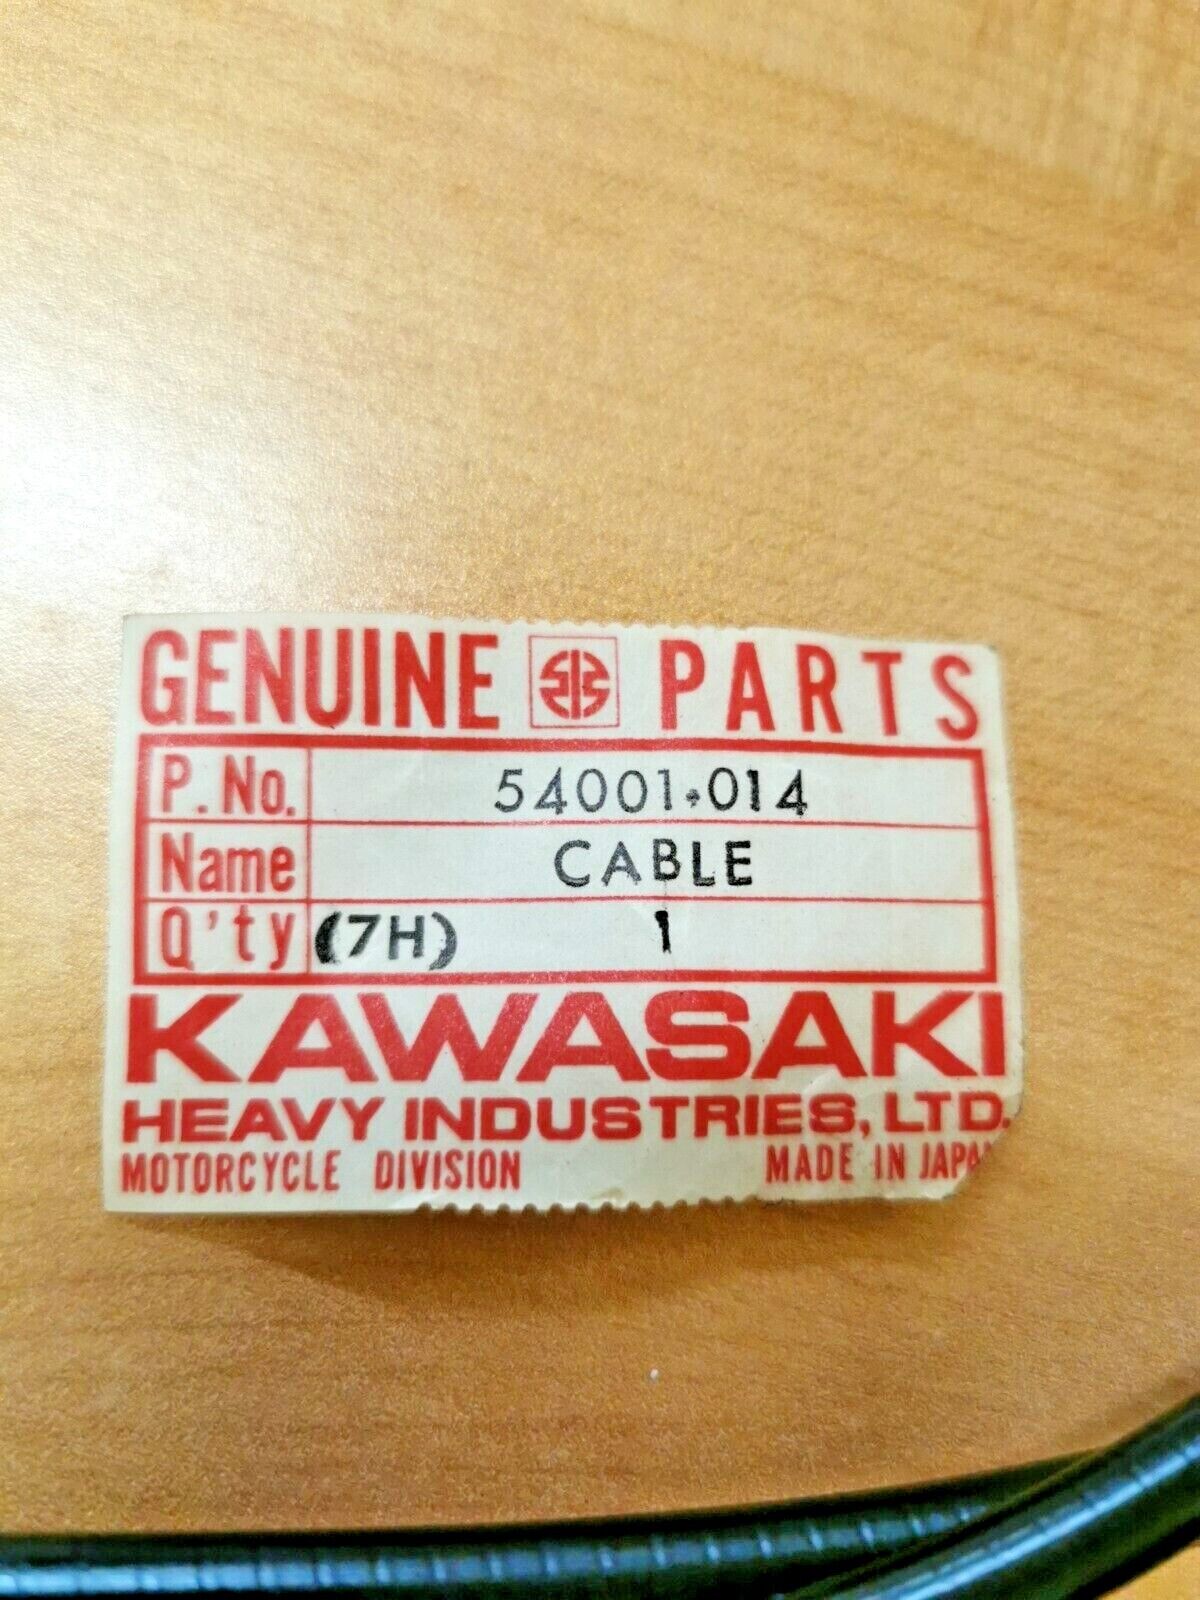 GENUINE PARTS
P. No. 54001-014
Name CABLE
Q'ty (7H) 1
KAWASAKI
HEAVY INDUSTRIES, LTD.
MOTORCYCLE DIVISION MADE IN JAPAN